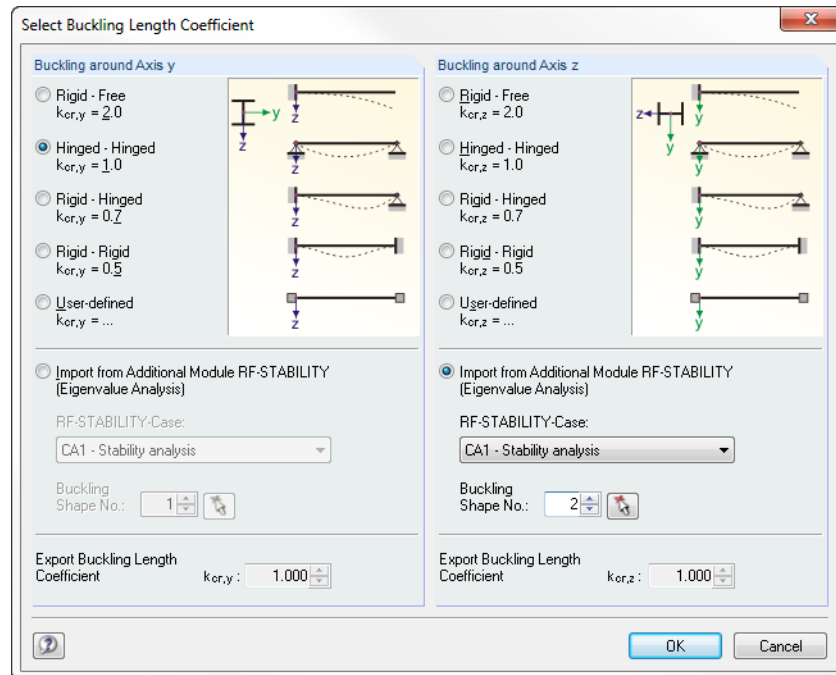 Select Buckling Length Coefficient
Buckling around Axis y
Rigid - Free
kcr,y = 2.0
Hinged - Hinged
kcr,y = 1.0
Rigid - Hinged
kcr,y = 0.7
Rigid - Rigid
kcr,y = 0.5
User-defined
kcr,y = ...
y
z
z
z
z
z
z
Import from Additional Module RF-STABILITY
(Eigenvalue Analysis)
RF-STABILITY-Case:
CA1 - Stability analysis
Buckling
Shape No.: 1
Export Buckling Length
Coefficient kcr,y : 1.000
Buckling around Axis z
Rigid - Free
kcr,z = 2.0
Hinged - Hinged
kcr,z = 1.0
Rigid - Hinged
kcr,z = 0.7
Rigid - Rigid
kcr,z = 0.5
User-defined
kcr,z = ...
z
y
y
y
y
y
y
Import from Additional Module RF-STABILITY
(Eigenvalue Analysis)
RF-STABILITY-Case:
CA1 - Stability analysis
Buckling
Shape No.: 2
Export Buckling Length
Coefficient kcr,z : 1.000
OK Cancel